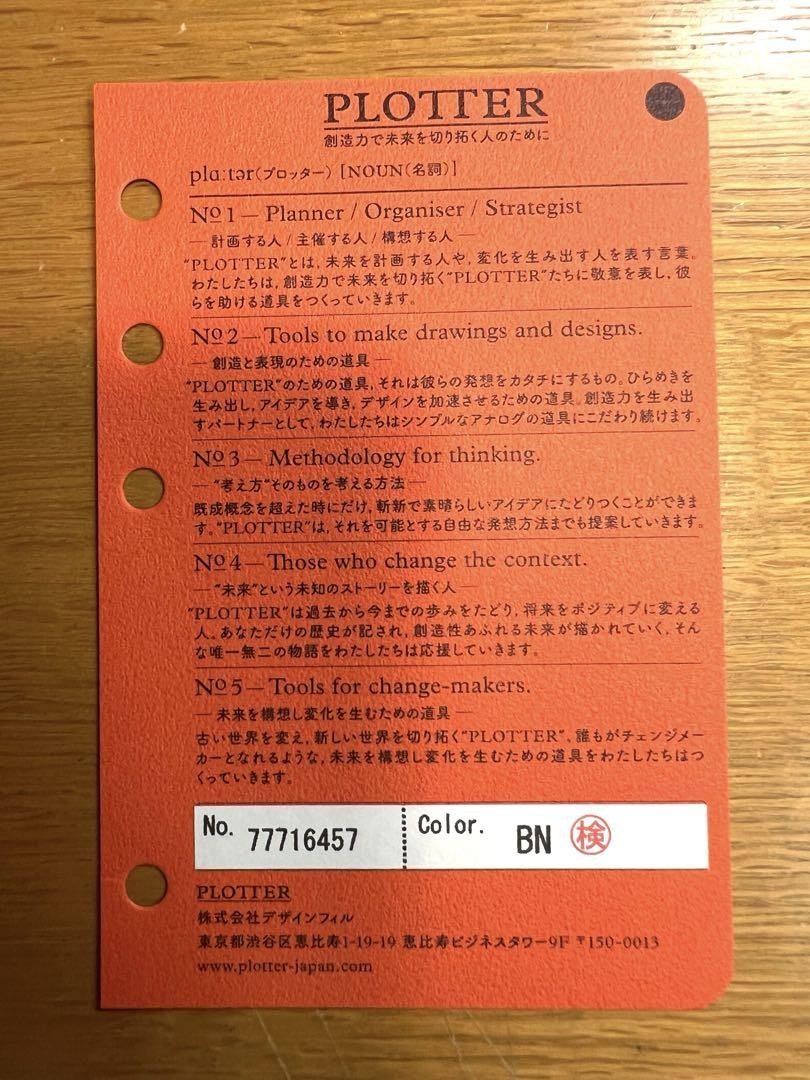 PLOTTER
創造力で未来を切り拓く人のために
plɑːtər(プロッター) [NOUN(名詞)]
№1 — Planner / Organiser / Strategist
— 計画する人 / 主催する人 / 構想する人 —
“PLOTTER”とは, 未来を計画する人や, 変化を生み出す人を表す言葉。
わたしたちは, 創造力で未来を切り拓く“PLOTTER”たちに敬意を表し, 彼
らを助ける道具をつくっていきます。
№2 — Tools to make drawings and designs.
— 創造と表現のための道具 —
“PLOTTER”のための道具, それは彼らの発想をカタチにするもの。ひらめきを
生み出し, アイデアを導き, デザインを加速させるための道具。創造力を生み出
すパートナーとして, わたしたちはシンプルなアナログの道具にこだわり続けます。
№3 — Methodology for thinking.
— “考え方”そのものを考える方法 —
既成概念を超えた時にだけ, 斬新で素晴らしいアイデアにたどりつくことができま
す。“PLOTTER”は, それを可能とする自由な発想方法までも提案していきます。
№4 — Those who change the context.
— “未来”という未知のストーリーを描く人 —
“PLOTTER”は過去から今までの歩みをたどり, 将来をポジティブに変える
人。あなただけの歴史が記され, 創造性あふれる未来が描かれていく, そん
な唯一無二の物語をわたしたちは応援していきます。
№5 — Tools for change-makers.
— 未来を構想し変化を生むための道具 —
古い世界を変え, 新しい世界を切り拓く“PLOTTER”。誰もがチェンジメー
カーとなれるような, 未来を構想し変化を生むための道具をわたしたちはつ
くっていきます。
No. 77716457 Color. BN 検
PLOTTER
株式会社デザインフィル
東京都渋谷区恵比寿1-19-19 恵比寿ビジネスタワー9F 〒150-0013
www.plotter-japan.com